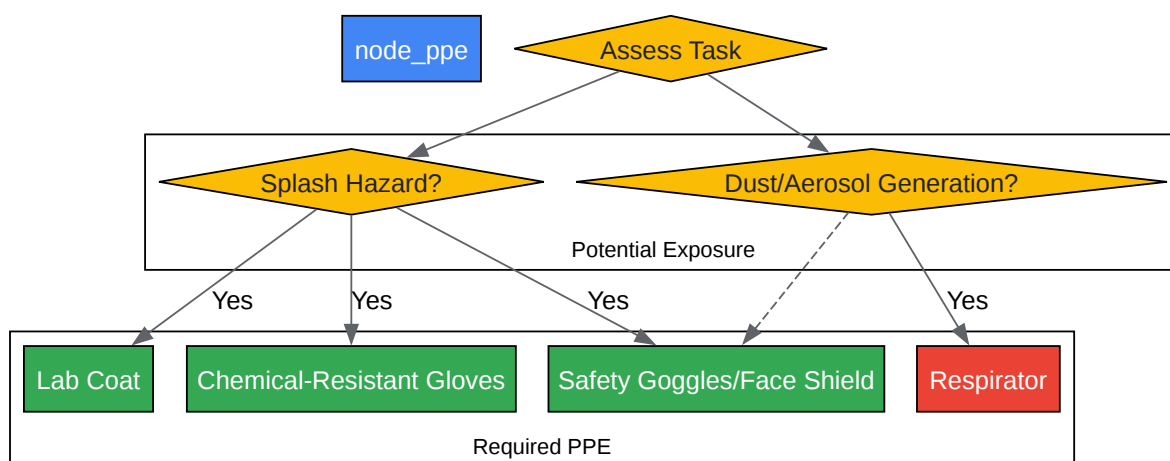 node_ppe
Assess Task
Splash Hazard?
Dust/Aerosol Generation?
Potential Exposure
Yes
Yes
Yes
Yes
Lab Coat
Chemical-Resistant Gloves
Safety Goggles/Face Shield
Respirator
Required PPE